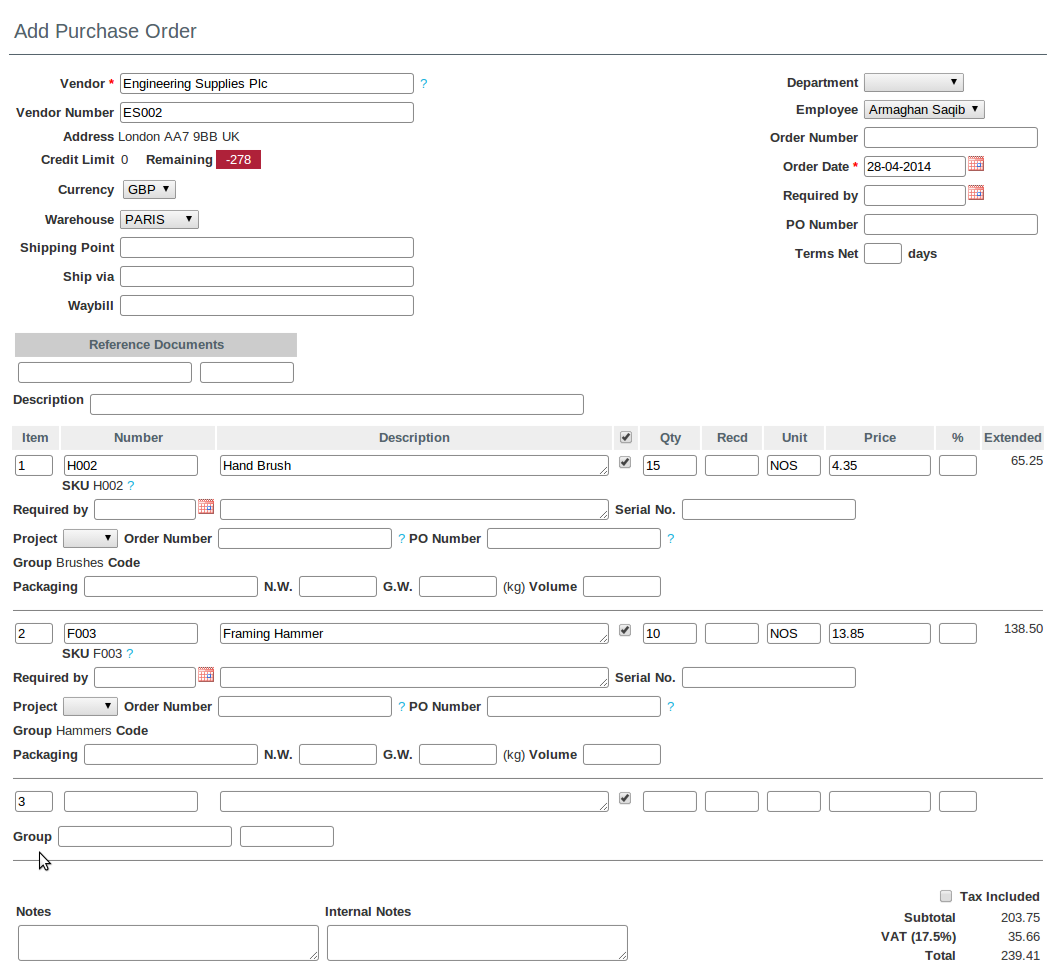 Add Purchase Order
Vendor * Engineering Supplies Plc ?
Vendor Number ES002
Address London AA7 9BB UK
Credit Limit 0 Remaining -278
Currency GBP
Warehouse PARIS
Shipping Point
Ship via
Waybill
Department
Employee Armaghan Saqib
Order Number
Order Date * 28-04-2014
Required by
PO Number
Terms Net days
Reference Documents
Description
Item Number Description Qty Recd Unit Price % Extended
1 H002 Hand Brush 15 NOS 4.35 65.25
SKU H002 ?
Required by Serial No.
Project Order Number ? PO Number ?
Group Brushes Code
Packaging N.W. G.W. (kg) Volume
2 F003 Framing Hammer 10 NOS 13.85 138.50
SKU F003 ?
Required by Serial No.
Project Order Number ? PO Number ?
Group Hammers Code
Packaging N.W. G.W. (kg) Volume
3
Group
Notes Internal Notes
Tax Included
Subtotal 203.75
VAT (17.5%) 35.66
Total 239.41